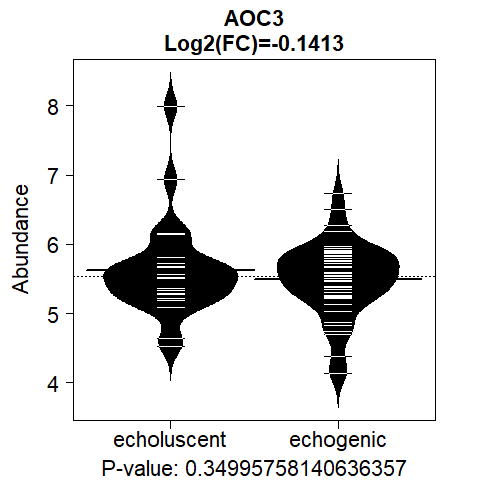 AOC3
Log2(FC)=-0.1413
Abundance
8
7
6
5
4
echoluscent echogenic
P-value: 0.34995758140636357